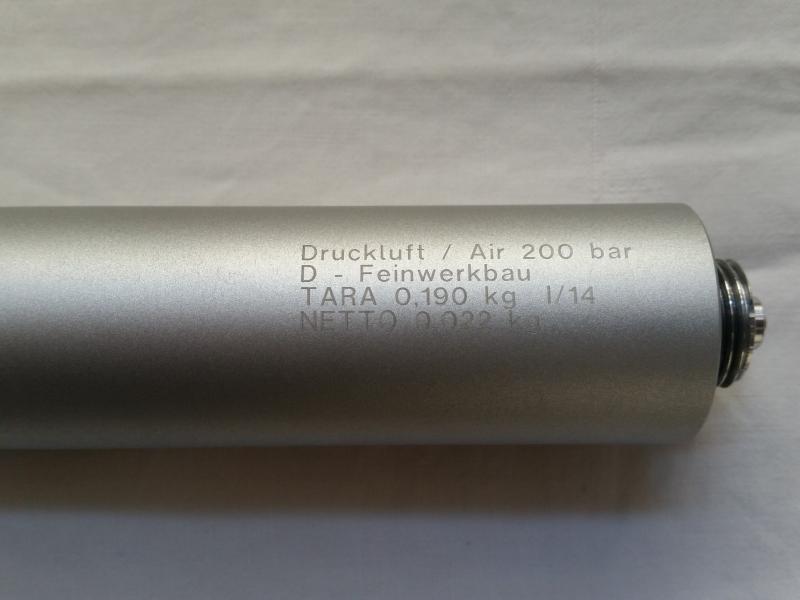 Druckluft / Air 200 bar
D - Feinwerkbau
TARA 0,190 kg I/14
NETTO 0,022 kg